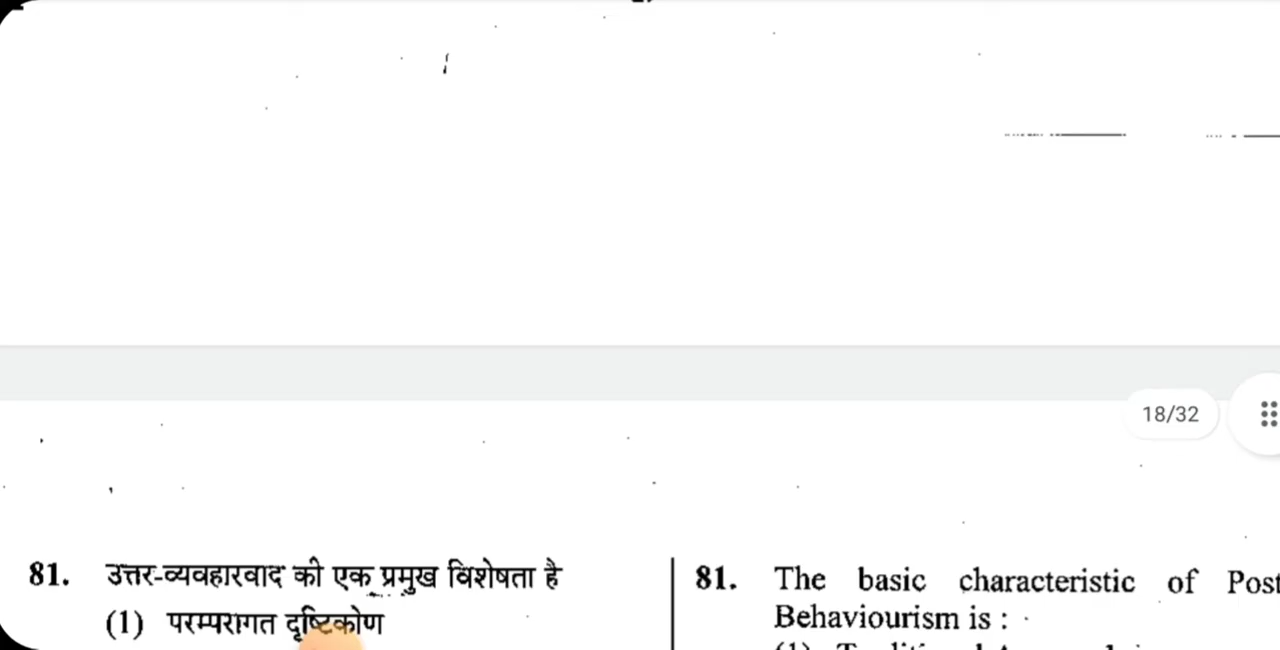 18/32
81. उत्तर-व्यवहारवाद की एक प्रमुख विशेषता है
(1) परम्परागत दृष्टिकोण
81. The basic characteristic of Post
Behaviourism is :